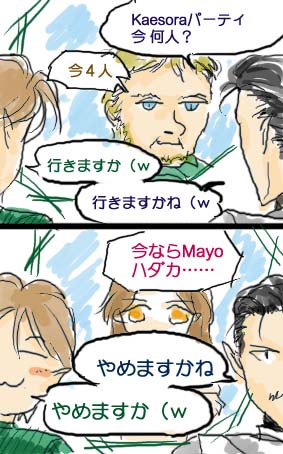 Kaesoraパーティ
今 何人？
今４人
行きますか（ｗ
行きますかね（ｗ
今ならMayo
ハダカ……
やめますかね
やめますか（ｗ